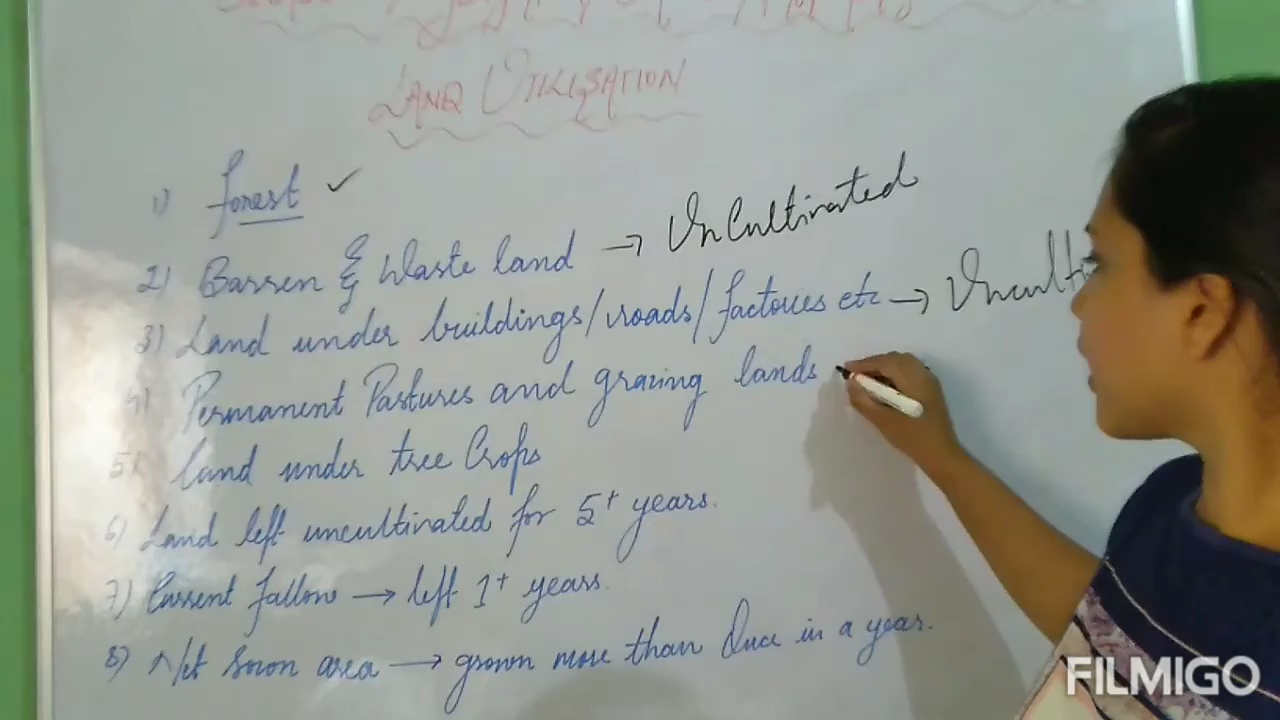 LAND UTILISATION
1) forest ✓
2) Barren & Waste land → Uncultivated
3) Land under buildings/roads/factories etc → Unculti
4) Permanent Pastures and grazing lands
5) Land under tree Crops
6) Land left uncultivated for 5+ years.
7) Current fallow → left 1+ years.
8) Net Sown area → grown more than Once in a year.
FILMIGO